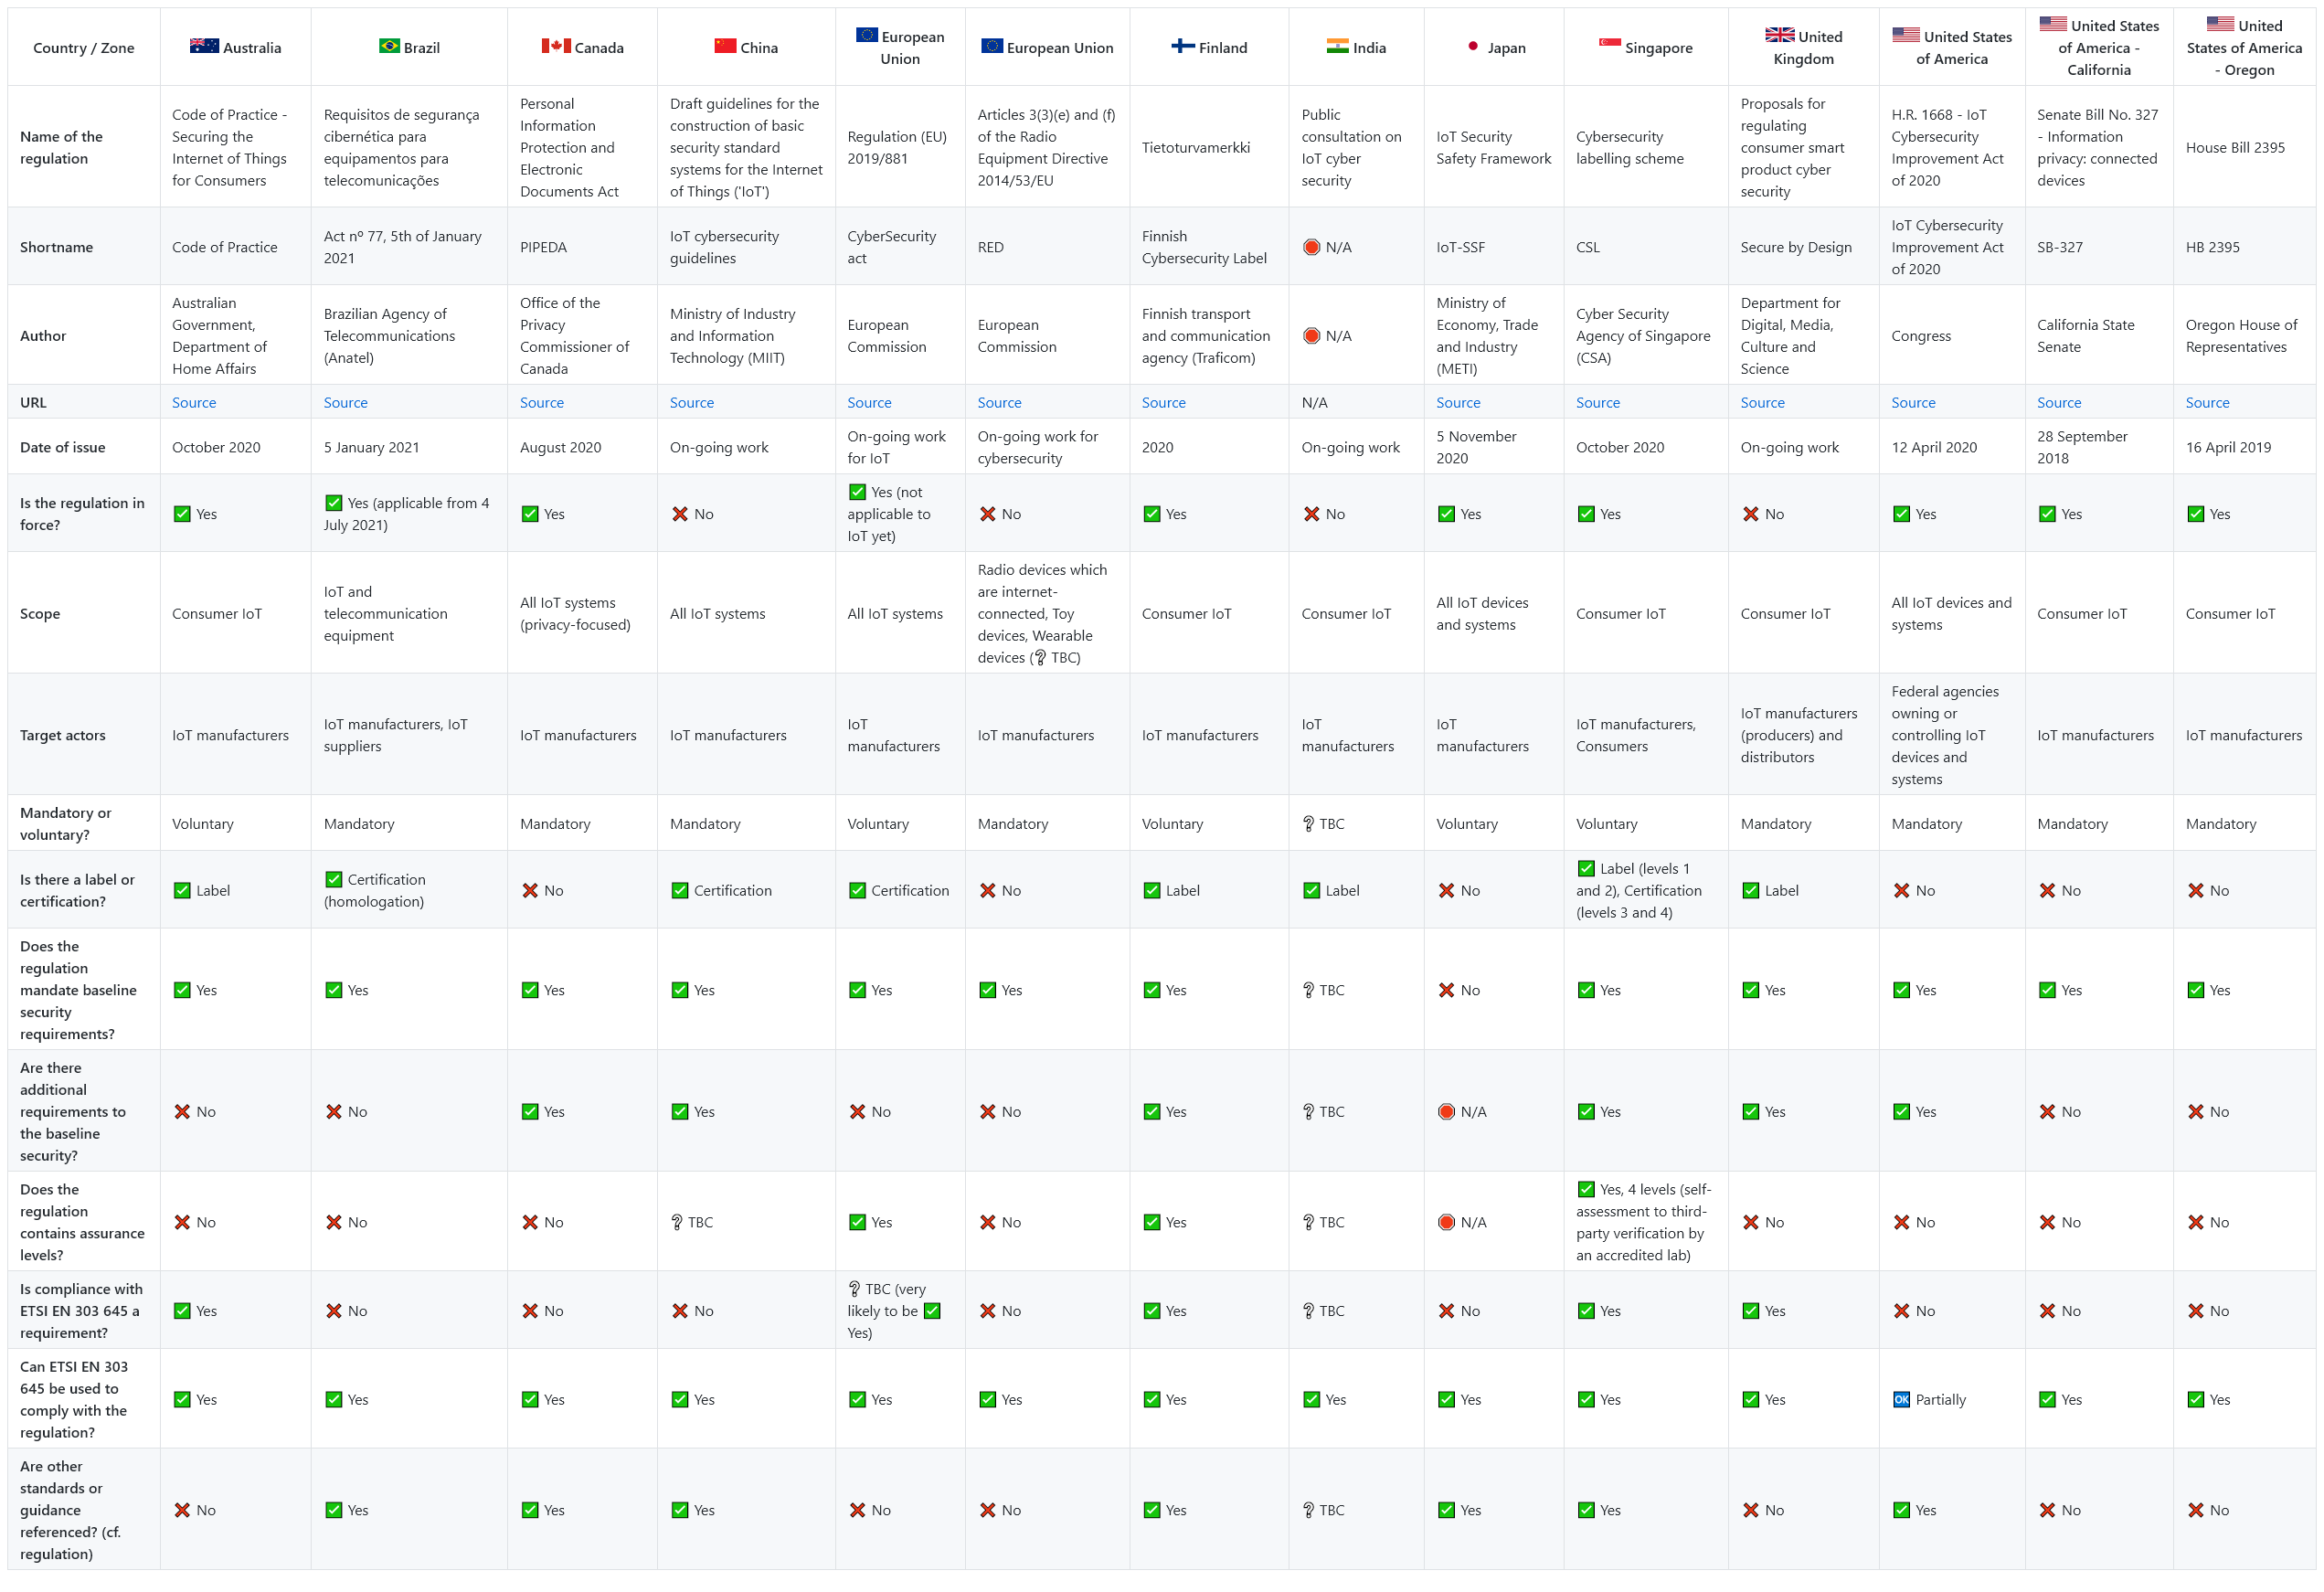 Country / Zone
Australia
Brazil
Canada
China
European
Union
European Union
Finland
India
Japan
Singapore
United
Kingdom
United States
of America
United States
of America -
California
United
States of America
- Oregon
Name of the
regulation
Code of Practice -
Securing the
Internet of Things
for Consumers
Requisitos de segurança
cibernética para
equipamentos para
telecomunicações
Personal
Information
Protection and
Electronic
Documents Act
Draft guidelines for the
construction of basic
security standard
systems for the Internet
of Things ('IoT')
Regulation (EU)
2019/881
Articles 3(3)(e) and (f)
of the Radio
Equipment Directive
2014/53/EU
Tietoturvamerkki
Public
consultation on
IoT cyber
security
IoT Security
Safety Framework
Cybersecurity
labelling scheme
Proposals for
regulating
consumer smart
product cyber
security
H.R. 1668 - IoT
Cybersecurity
Improvement Act
of 2020
Senate Bill No. 327
- Information
privacy: connected
devices
House Bill 2395
Shortname
Code of Practice
Act nº 77, 5th of January
2021
PIPEDA
IoT cybersecurity
guidelines
CyberSecurity
act
RED
Finnish
Cybersecurity Label
N/A
IoT-SSF
CSL
Secure by Design
IoT Cybersecurity
Improvement Act
of 2020
SB-327
HB 2395
Author
Australian
Government,
Department of
Home Affairs
Brazilian Agency of
Telecommunications
(Anatel)
Office of the
Privacy
Commissioner of
Canada
Ministry of Industry
and Information
Technology (MIIT)
European
Commission
European
Commission
Finnish transport
and communication
agency (Traficom)
N/A
Ministry of
Economy, Trade
and Industry
(METI)
Cyber Security
Agency of Singapore
(CSA)
Department for
Digital, Media,
Culture and
Science
Congress
California State
Senate
Oregon House of
Representatives
URL
Source
Source
Source
Source
Source
Source
Source
N/A
Source
Source
Source
Source
Source
Source
Date of issue
October 2020
5 January 2021
August 2020
On-going work
On-going work
for IoT
On-going work for
cybersecurity
2020
On-going work
5 November
2020
October 2020
On-going work
12 April 2020
28 September
2018
16 April 2019
Is the regulation in
force?
✅ Yes
✅ Yes (applicable from 4
July 2021)
✅ Yes
❌ No
✅ Yes (not
applicable to
IoT yet)
❌ No
✅ Yes
❌ No
✅ Yes
✅ Yes
❌ No
✅ Yes
✅ Yes
✅ Yes
Scope
Consumer IoT
IoT and
telecommunication
equipment
All IoT systems
(privacy-focused)
All IoT systems
All IoT systems
Radio devices which
are internet-
connected, Toy
devices, Wearable
devices (❔ TBC)
Consumer IoT
Consumer IoT
All IoT devices
and systems
Consumer IoT
Consumer IoT
All IoT devices and
systems
Consumer IoT
Consumer IoT
Target actors
IoT manufacturers
IoT manufacturers, IoT
suppliers
IoT manufacturers
IoT manufacturers
IoT
manufacturers
IoT manufacturers
IoT manufacturers
IoT
manufacturers
IoT
manufacturers
IoT manufacturers,
Consumers
IoT manufacturers
(producers) and
distributors
Federal agencies
owning or
controlling IoT
devices and
systems
IoT manufacturers
IoT manufacturers
Mandatory or
voluntary?
Voluntary
Mandatory
Mandatory
Mandatory
Voluntary
Mandatory
Voluntary
❔ TBC
Voluntary
Voluntary
Mandatory
Mandatory
Mandatory
Mandatory
Is there a label or
certification?
✅ Label
✅ Certification
(homologation)
❌ No
✅ Certification
✅ Certification
❌ No
✅ Label
✅ Label
❌ No
✅ Label (levels 1
and 2), Certification
(levels 3 and 4)
✅ Label
❌ No
❌ No
❌ No
Does the
regulation
mandate baseline
security
requirements?
✅ Yes
✅ Yes
✅ Yes
✅ Yes
✅ Yes
✅ Yes
✅ Yes
❔ TBC
❌ No
✅ Yes
✅ Yes
✅ Yes
✅ Yes
✅ Yes
Are there
additional
requirements to
the baseline
security?
❌ No
❌ No
✅ Yes
✅ Yes
❌ No
❌ No
✅ Yes
❔ TBC
N/A
✅ Yes
✅ Yes
✅ Yes
❌ No
❌ No
Does the
regulation
contains assurance
levels?
❌ No
❌ No
❌ No
❔ TBC
✅ Yes
❌ No
✅ Yes
❔ TBC
N/A
✅ Yes, 4 levels (self-
assessment to third-
party verification by
an accredited lab)
❌ No
❌ No
❌ No
❌ No
Is compliance with
ETSI EN 303 645 a
requirement?
✅ Yes
❌ No
❌ No
❌ No
❔ TBC (very
likely to be ✅
Yes)
❌ No
✅ Yes
❔ TBC
❌ No
✅ Yes
✅ Yes
❌ No
❌ No
❌ No
Can ETSI EN 303
645 be used to
comply with the
regulation?
✅ Yes
✅ Yes
✅ Yes
✅ Yes
✅ Yes
✅ Yes
✅ Yes
✅ Yes
✅ Yes
✅ Yes
✅ Yes
🆗 Partially
✅ Yes
✅ Yes
Are other
standards or
guidance
referenced? (cf.
regulation)
❌ No
✅ Yes
✅ Yes
✅ Yes
❌ No
❌ No
✅ Yes
❔ TBC
✅ Yes
✅ Yes
❌ No
✅ Yes
❌ No
❌ No